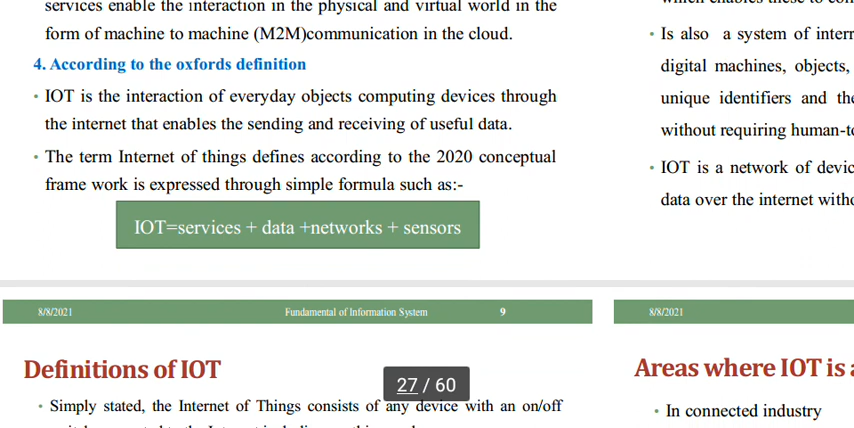 services enable the interaction in the physical and virtual world in the
form of machine to machine (M2M)communication in the cloud.
4. According to the oxfords definition
• IOT is the interaction of everyday objects computing devices through
the internet that enables the sending and receiving of useful data.
• The term Internet of things defines according to the 2020 conceptual
frame work is expressed through simple formula such as:-
IOT=services + data +networks + sensors
• Is also a system of interr
digital machines, objects,
unique identifiers and the
without requiring human-to
• IOT is a network of devic
data over the internet witho
8/8/2021 Fundamental of Information System 9
Definitions of IOT
• Simply stated, the Internet of Things consists of any device with an on/off
27 / 60
8/8/2021
Areas where IOT is a
• In connected industry